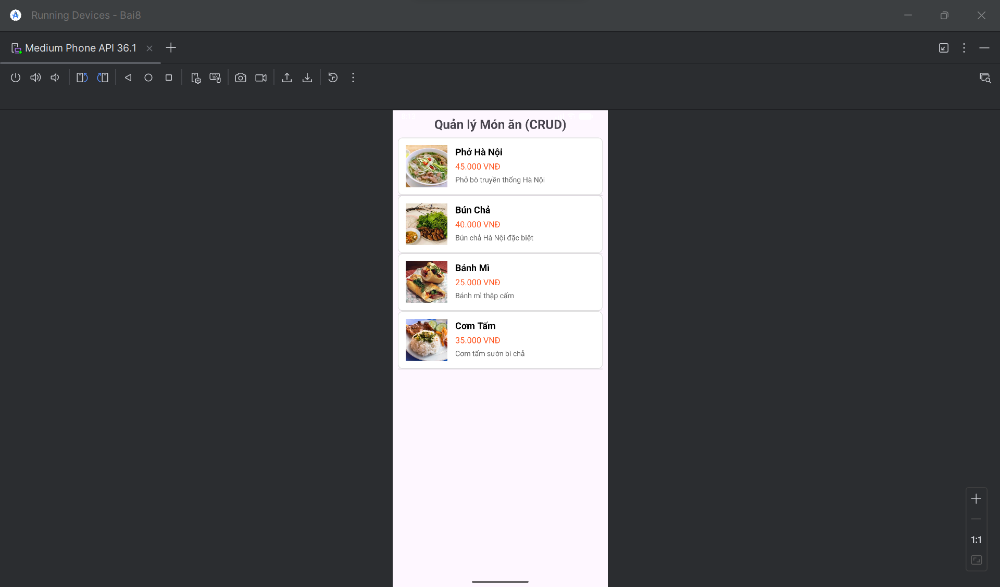 Running Devices - Bai8
Medium Phone API 36.1
Quản lý Món ăn (CRUD)
Phở Hà Nội
45.000 VNĐ
Phở bò truyền thống Hà Nội
Bún Chả
40.000 VNĐ
Bún chả Hà Nội đặc biệt
Bánh Mì
25.000 VNĐ
Bánh mì thập cẩm
Cơm Tấm
35.000 VNĐ
Cơm tấm sườn bì chả
1:1